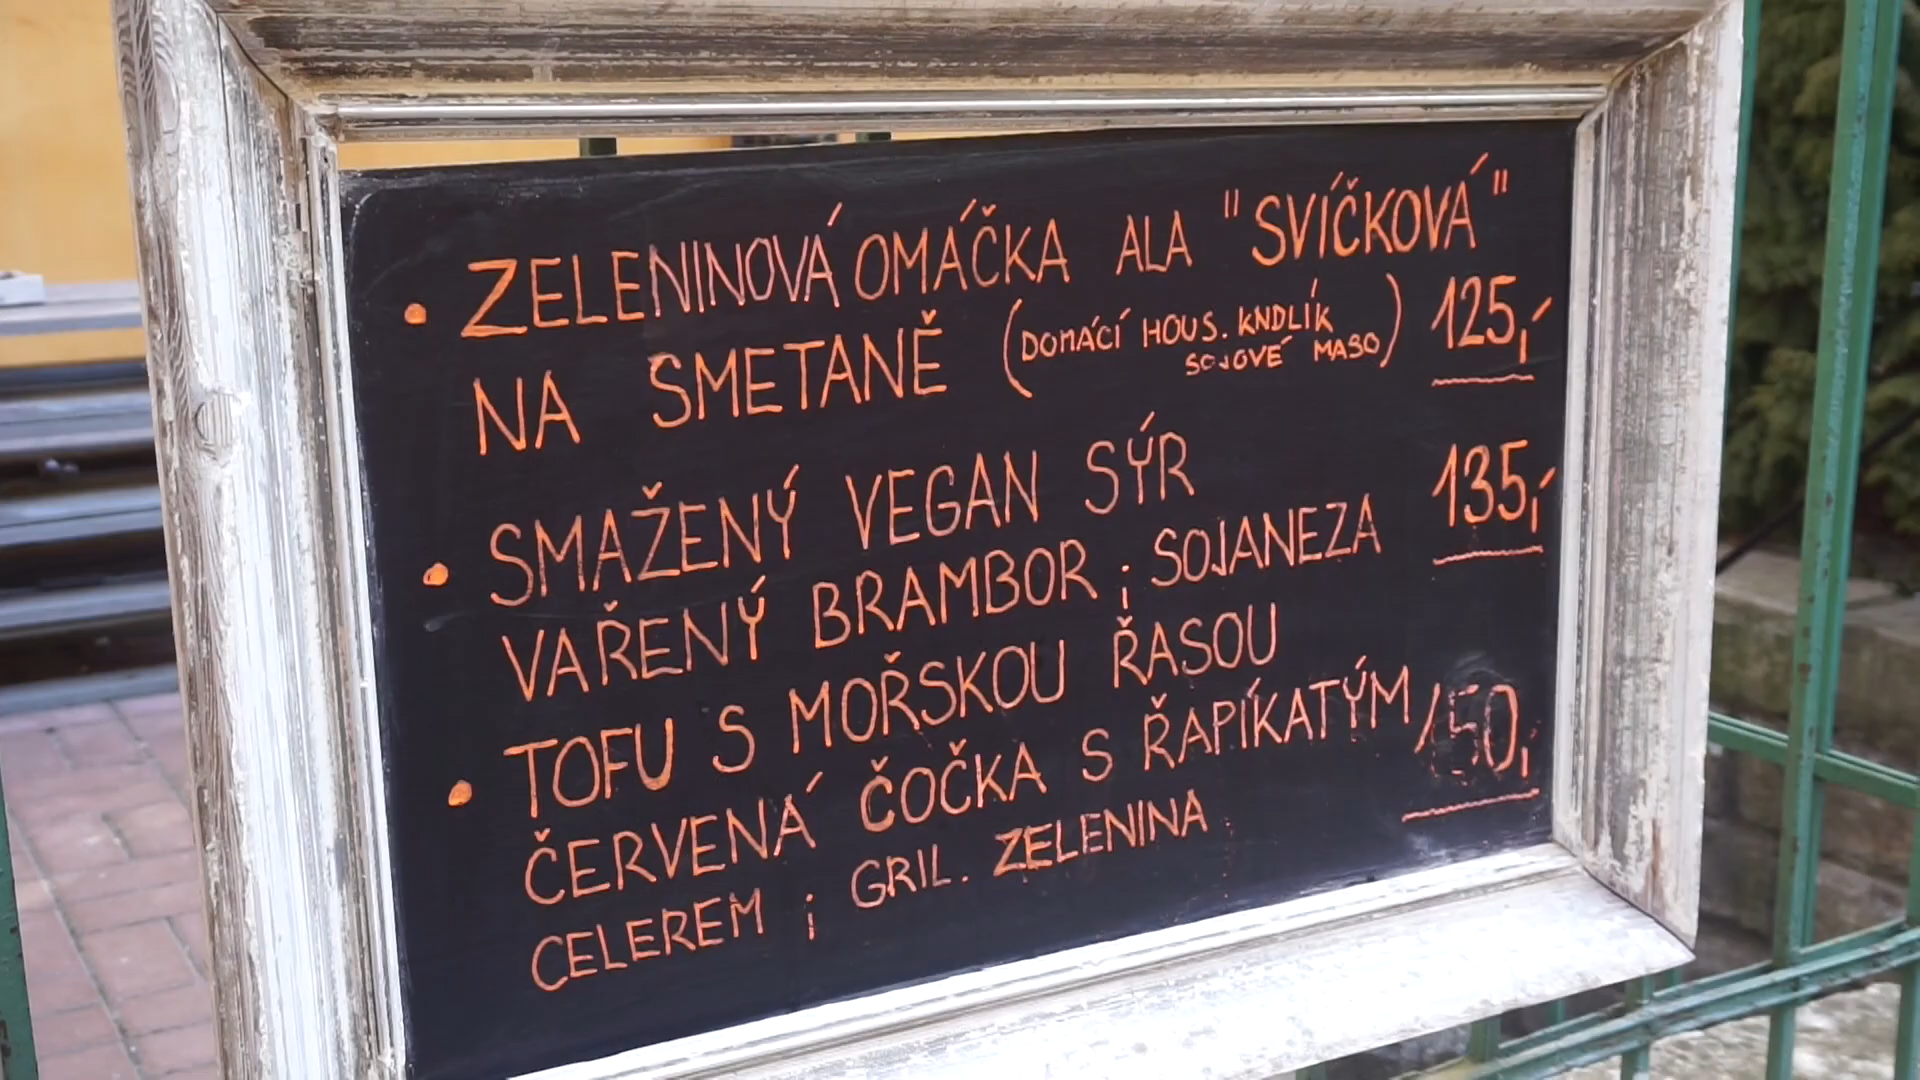 • ZELENINOVÁ OMÁČKA ALA "SVÍČKOVÁ"
NA SMETANĚ (DOMÁCÍ HOUS. KNDLÍK
SOJOVÉ MASO) 125,-
• SMAŽENÝ VEGAN SÝR
VAŘENÝ BRAMBOR ; SOJANEZA 135,-
• TOFU S MOŘSKOU ŘASOU
ČERVENÁ ČOČKA S ŘAPÍKATÝM 150,-
CELEREM ; GRIL. ZELENINA